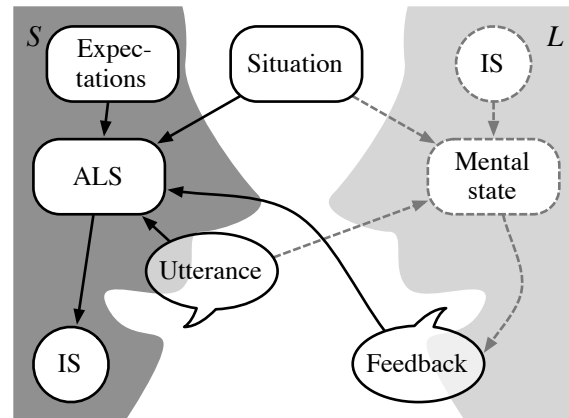 S
Expec-
tations
Situation
IS
L
ALS
Mental
state
Utterance
IS
Feedback